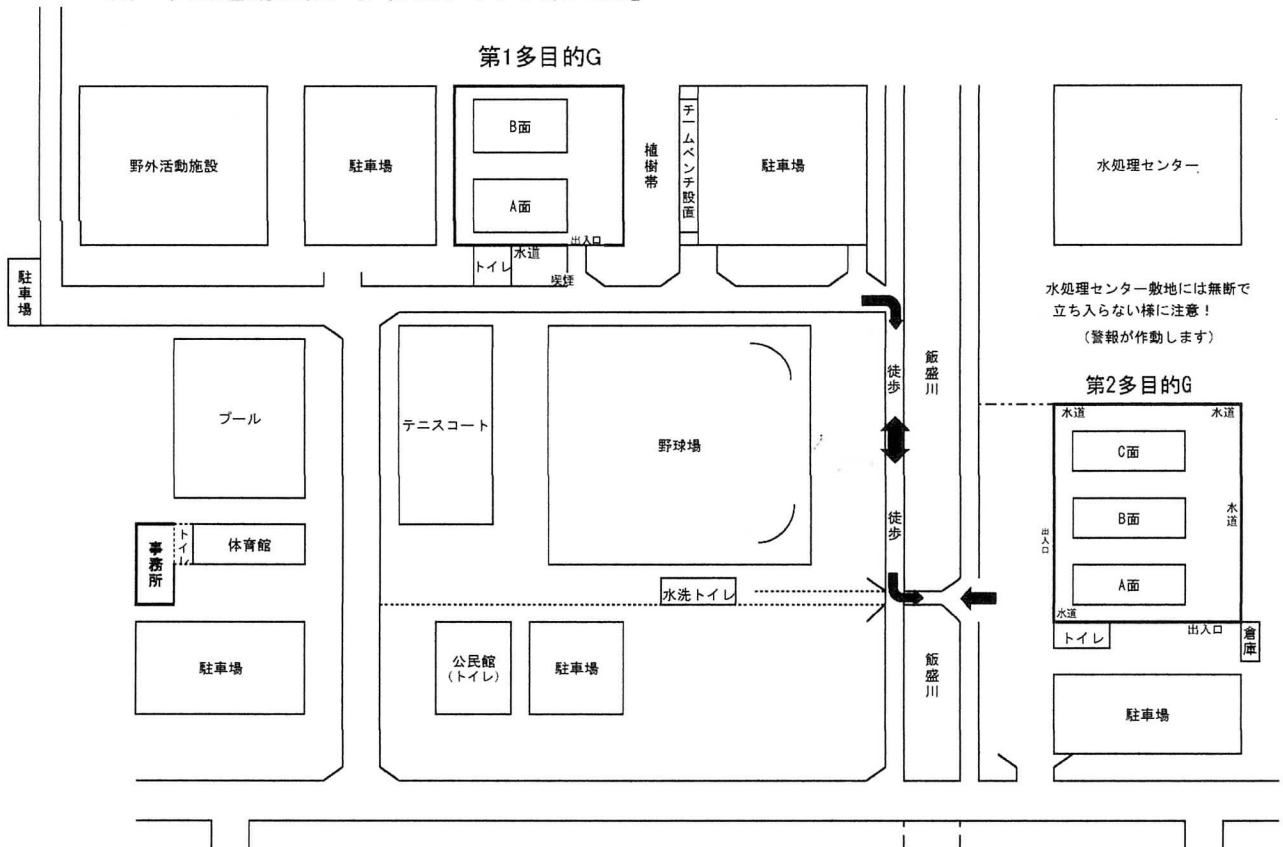 第1多目的G
野外活動施設
駐車場
B面
A面
出入口
トイレ
水道
喫煙
植樹帯
チームベンチ設置
駐車場
水処理センター
駐車場
水処理センター敷地には無断で
立ち入らない様に注意！
（警報が作動します）
プール
テニスコート
野球場
徒歩
徒歩
飯盛川
飯盛川
第2多目的G
水道
水道
C面
B面
A面
水道
出入口
水道
トイレ
出入口
倉庫
駐車場
事務所
トイレ
体育館
水洗トイレ
駐車場
公民館
(トイレ)
駐車場